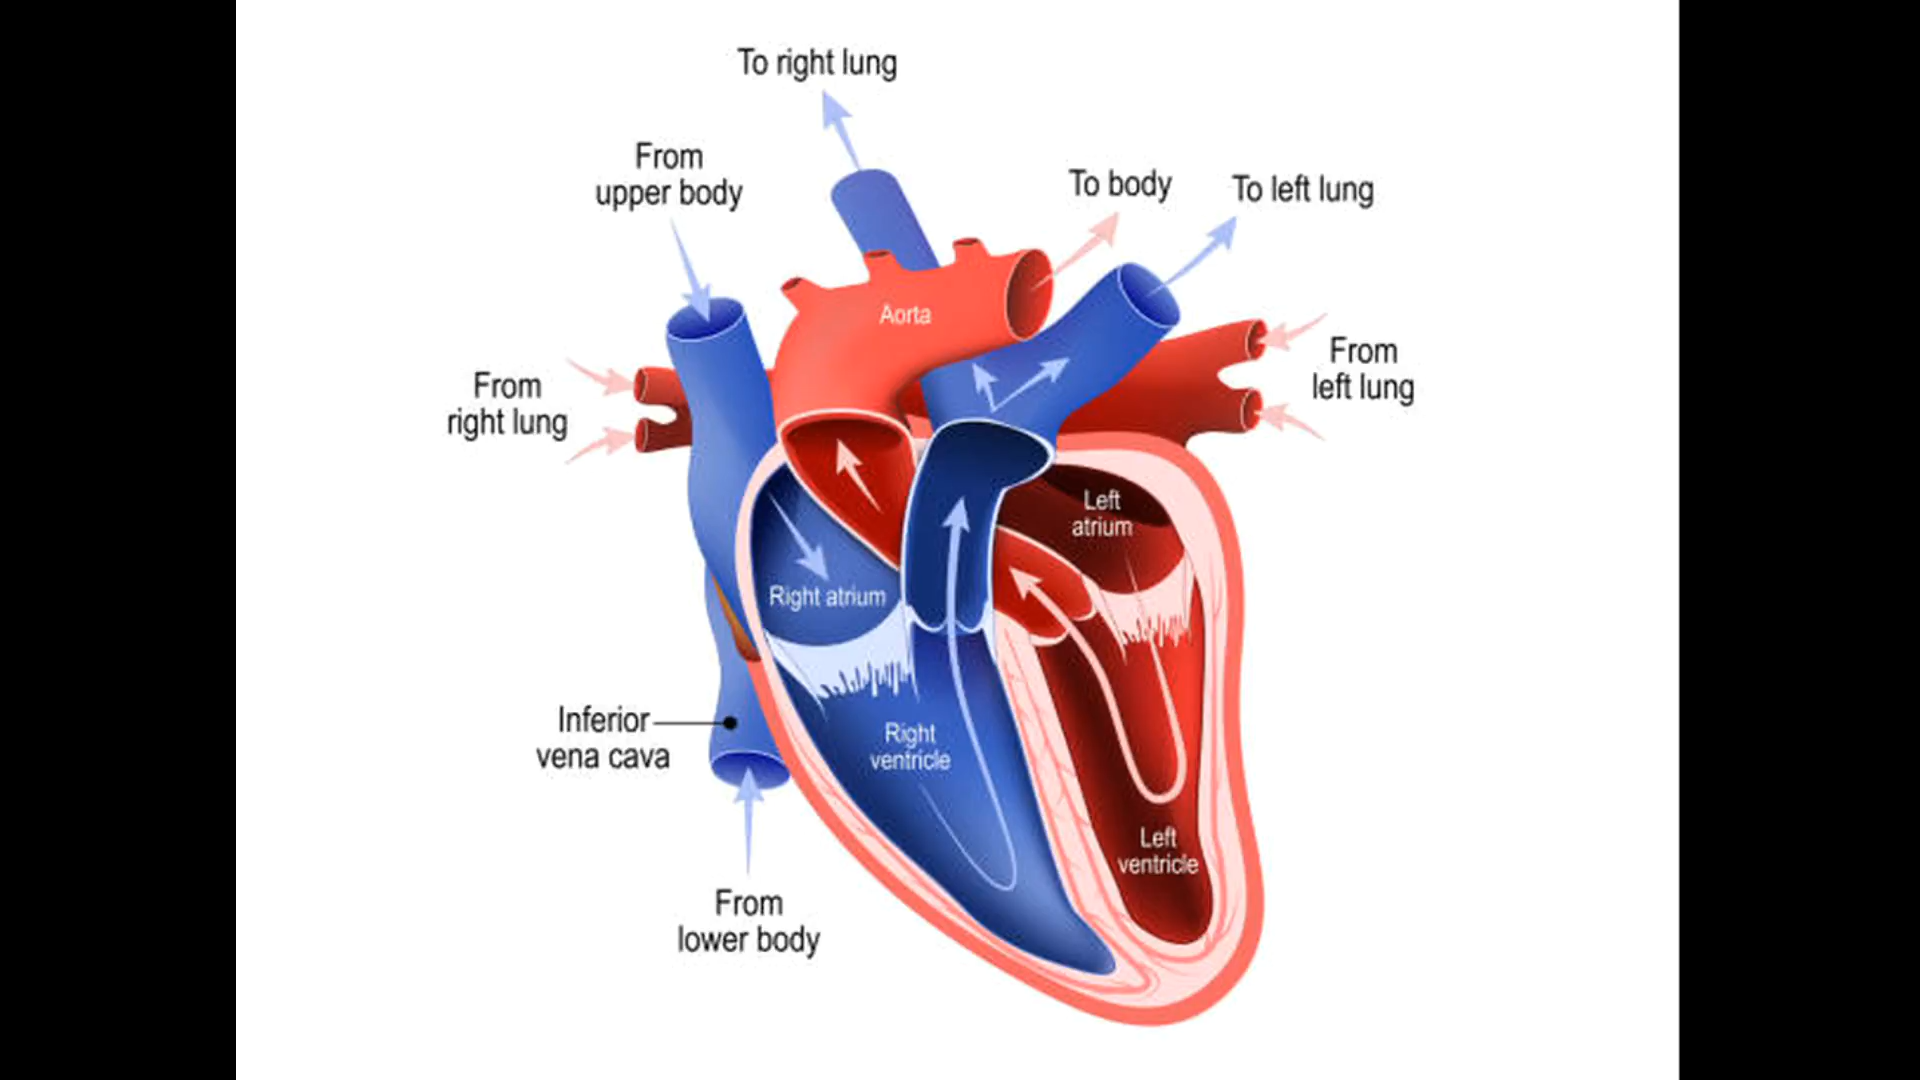 To right lung
From
upper body
To body
To left lung
Aorta
From
left lung
From
right lung
Left
atrium
Right atrium
Inferior
vena cava
Right
ventricle
Left
ventricle
From
lower body